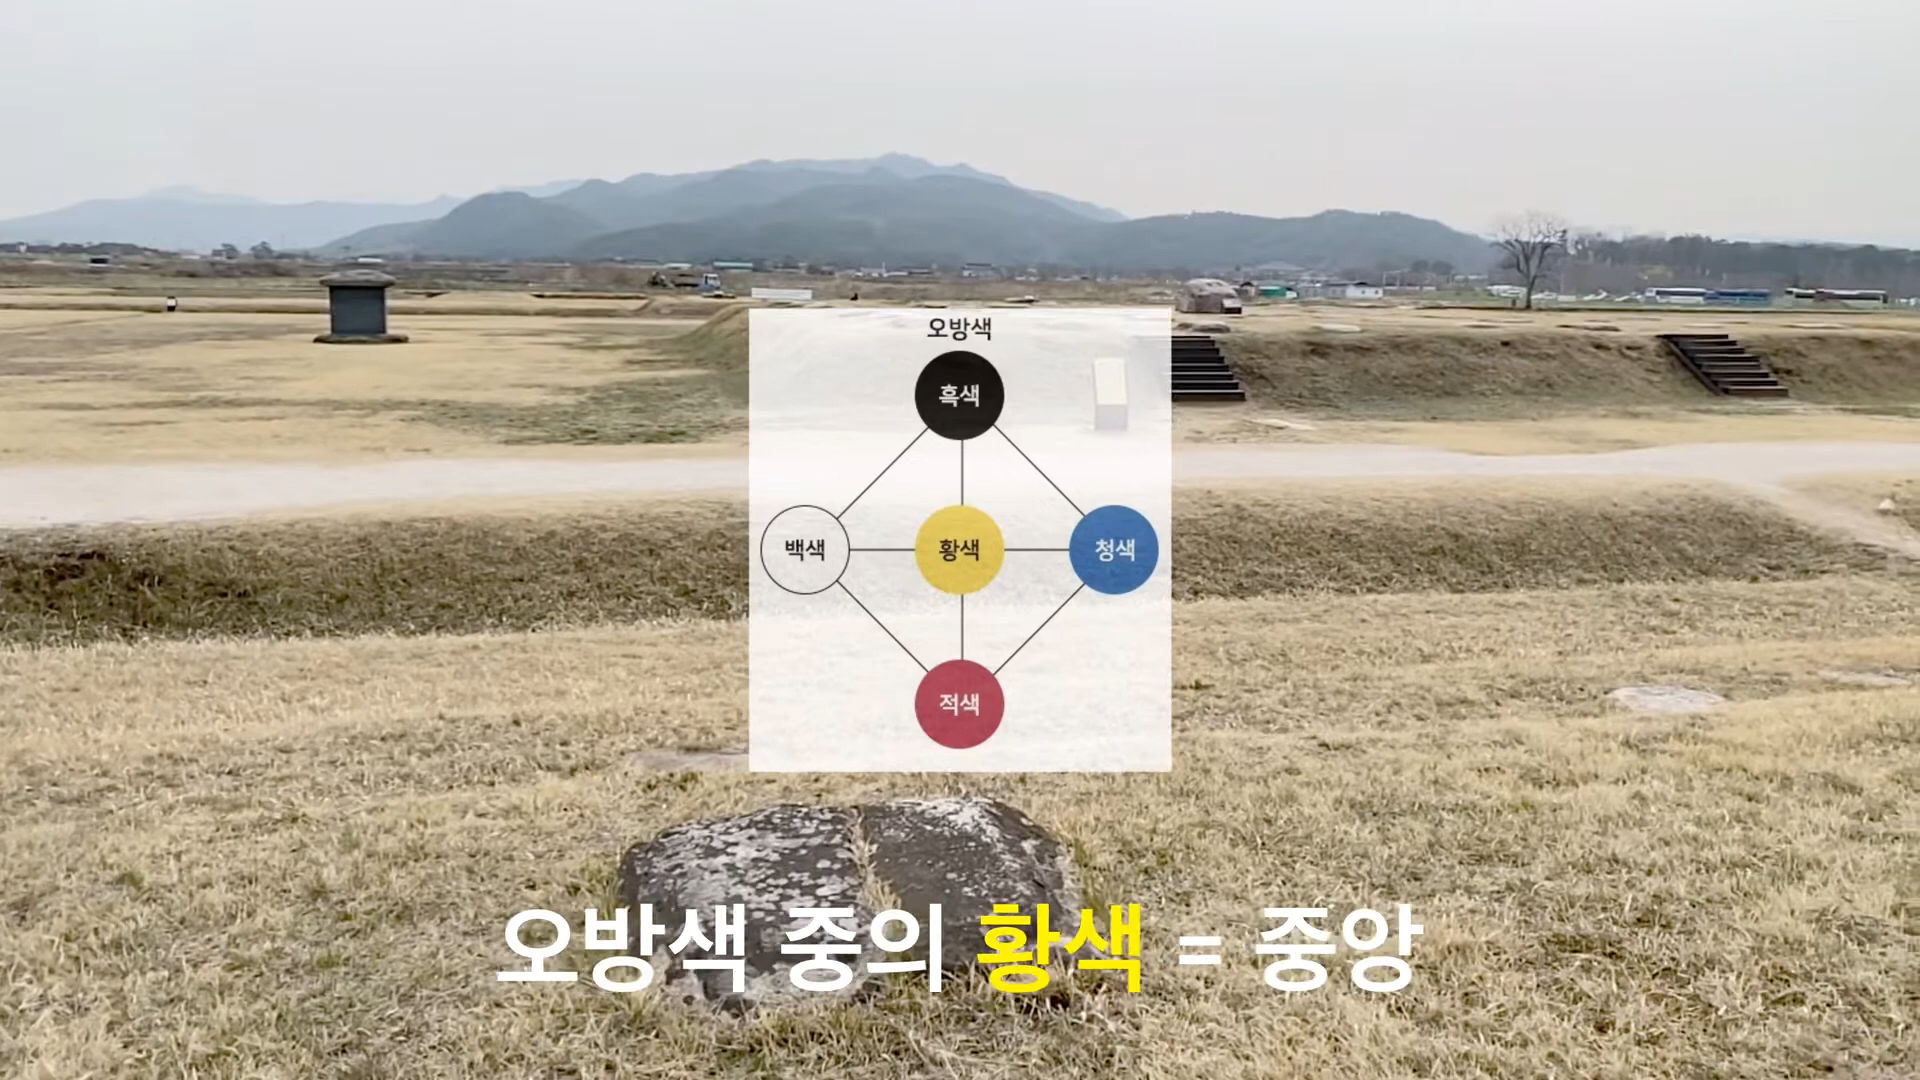 오방색
흑색
백색 황색 청색
적색
오방색 중의 황색 = 중앙